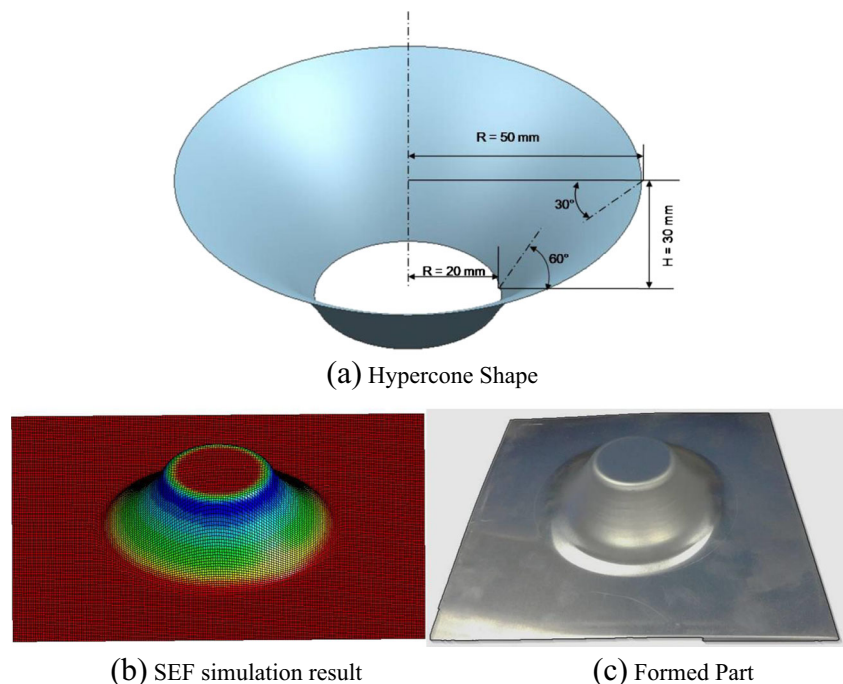 R = 50 mm
30°
H = 30 mm
60°
R = 20 mm
(a) Hypercone Shape
(b) SEF simulation result
(c) Formed Part